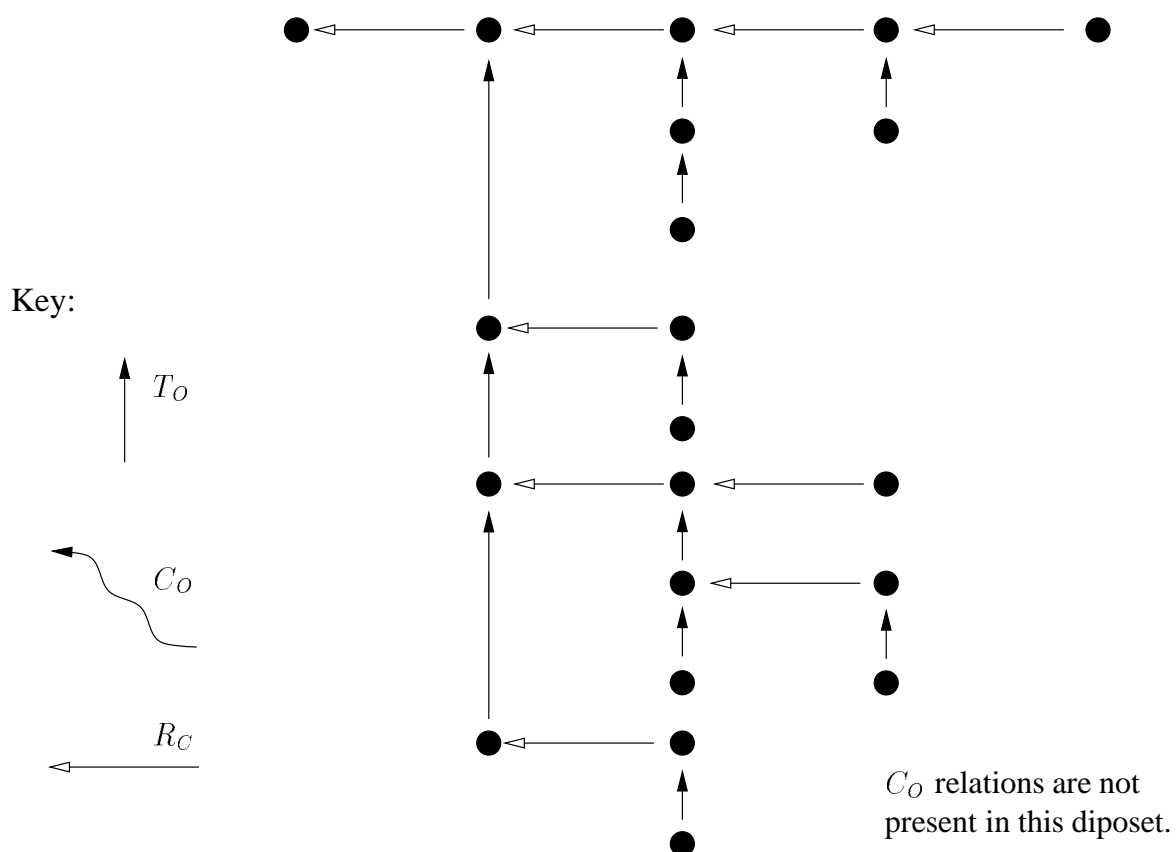 Key:
T_O
C_O
R_C
C_O relations are not
present in this diposet.